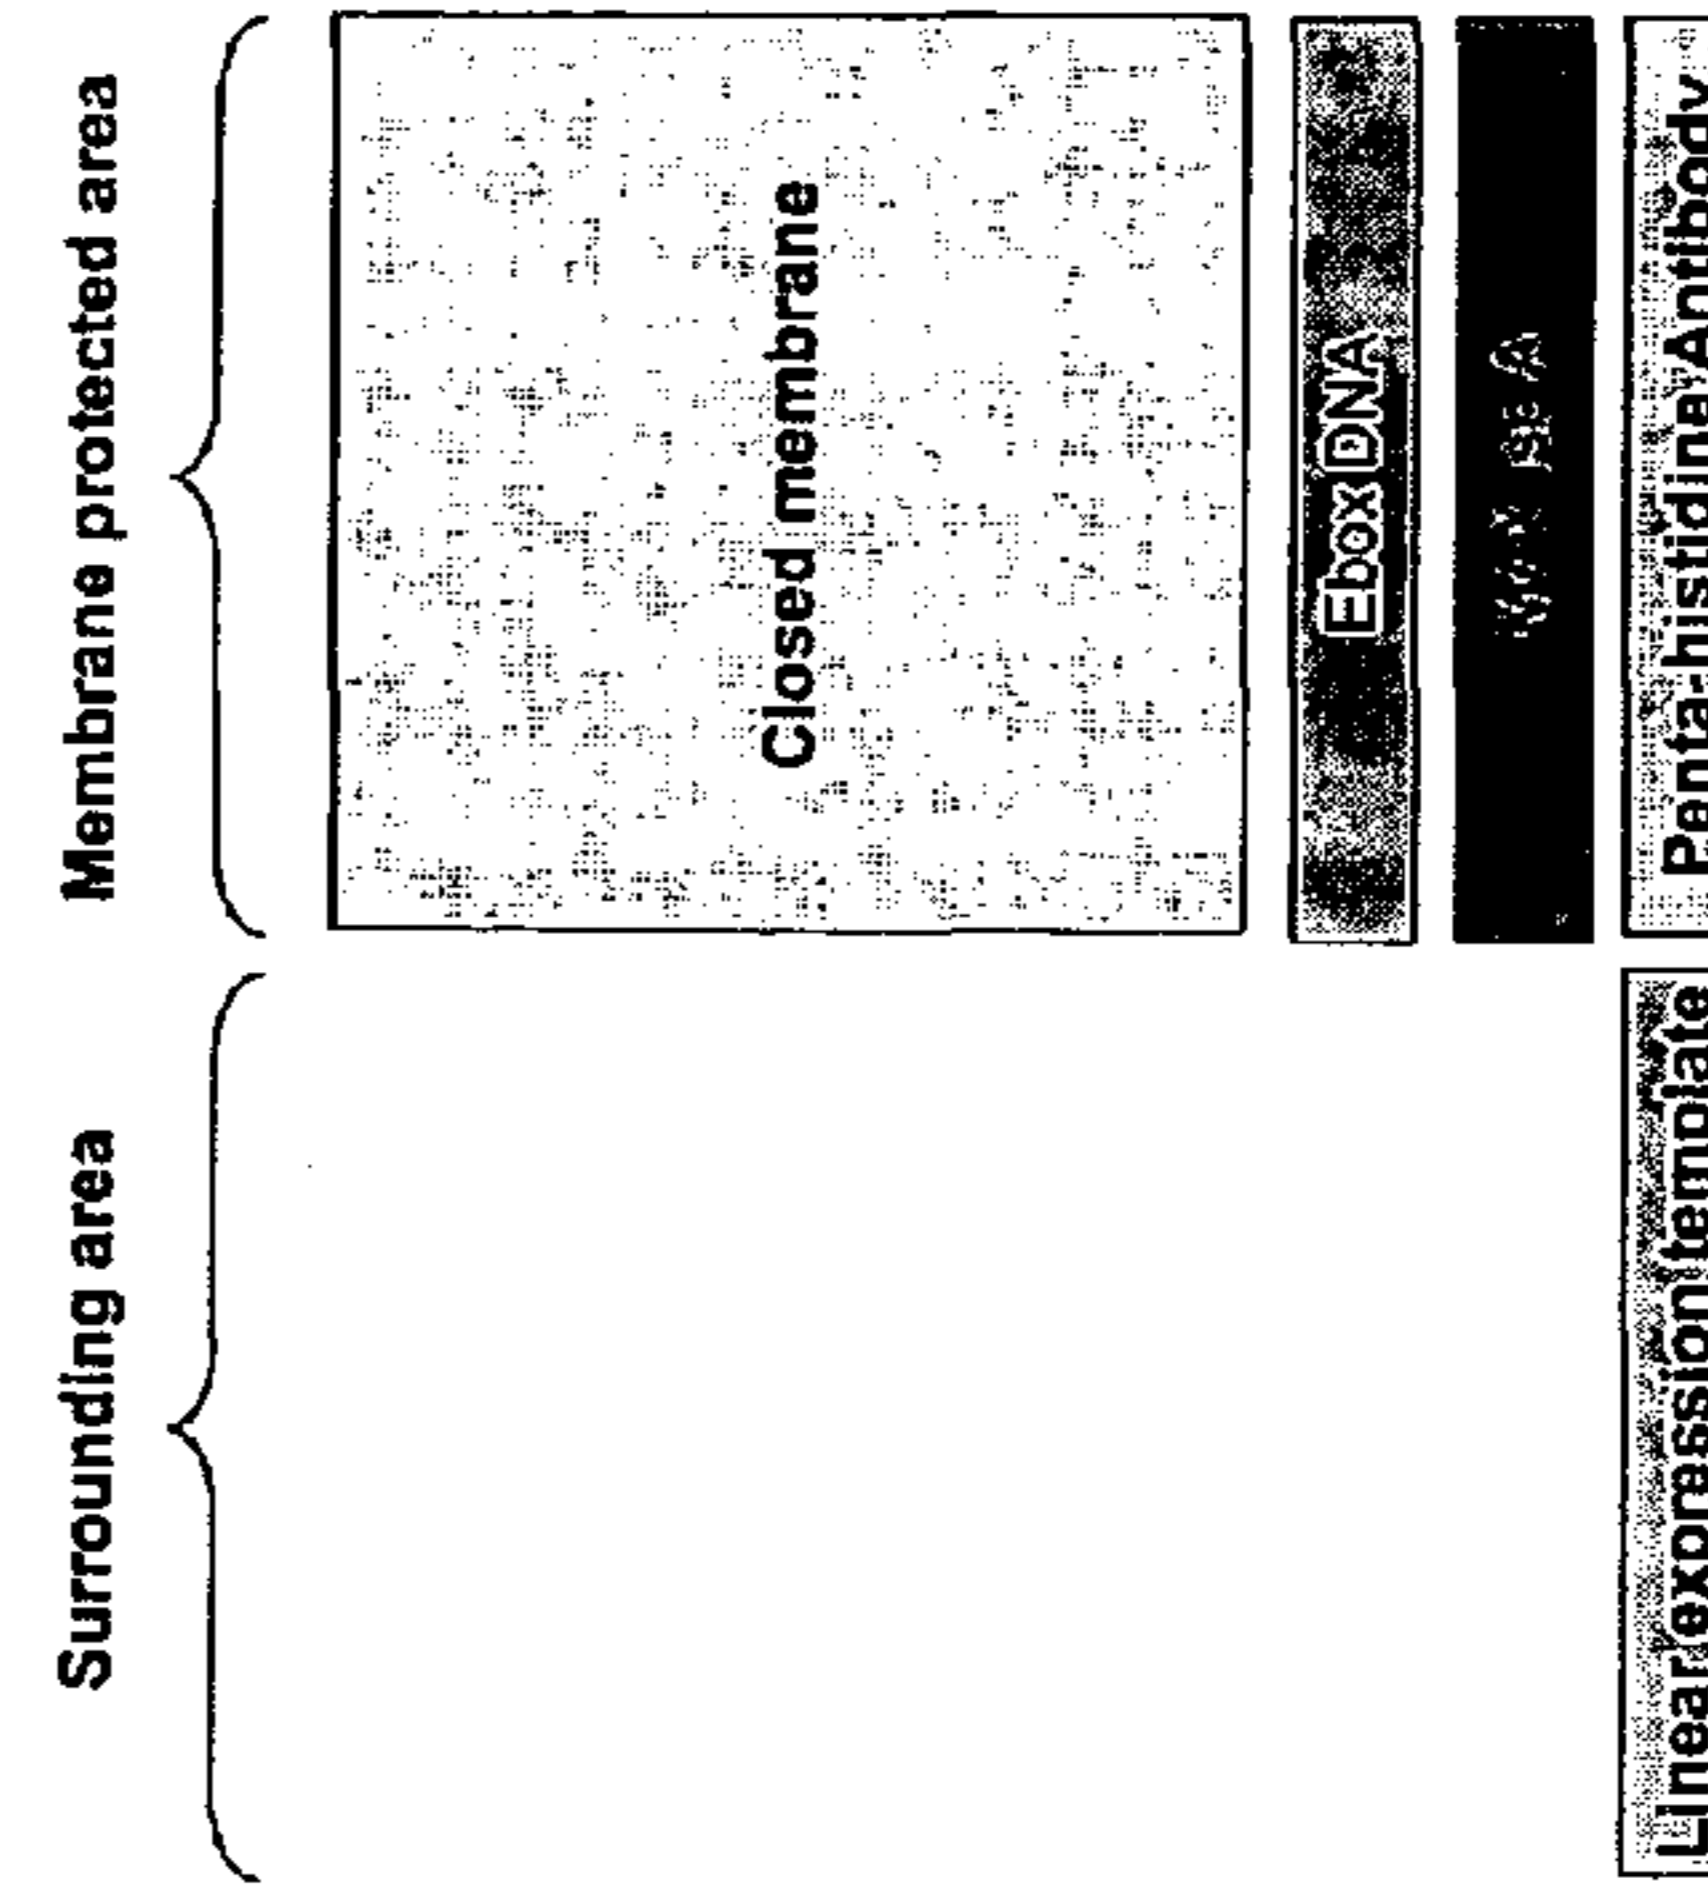 Membrane protected area
Surrounding area
Closed membrane
Ebox DNA
Penta-histidine Antibody
Linear expression template